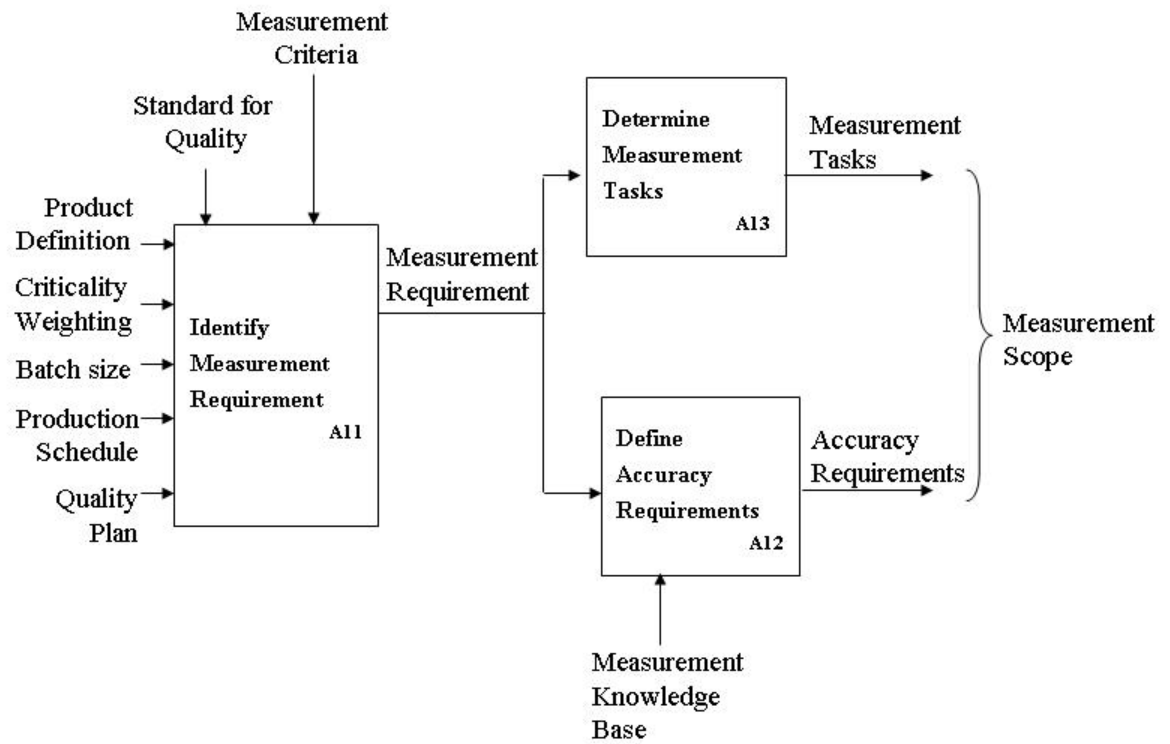 Measurement
Criteria
Standard for
Quality
Product
Definition
Criticality
Weighting
Batch size
Production
Schedule
Quality
Plan
Identify
Measurement
Requirement
A11
Measurement
Requirement
Determine
Measurement
Tasks
A13
Measurement
Tasks
Define
Accuracy
Requirements
A12
Accuracy
Requirements
Measurement
Scope
Measurement
Knowledge
Base